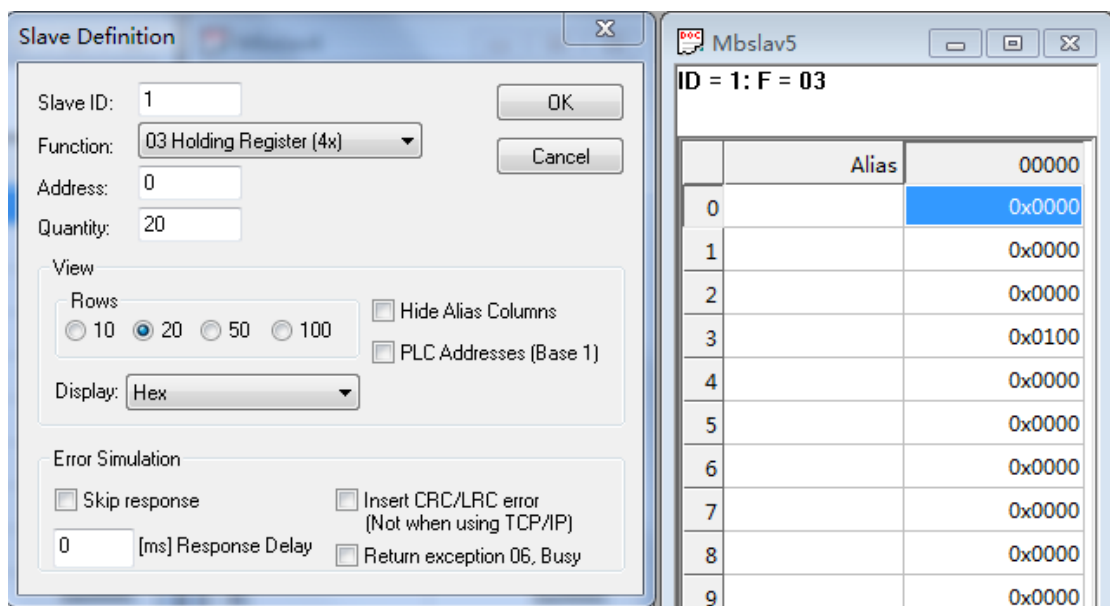 Slave Definition
Slave ID: 1
OK
Function: 03 Holding Register (4x)
Cancel
Address: 0
Quantity: 20
View
Rows
10 20 50 100
Hide Alias Columns
PLC Addresses (Base 1)
Display: Hex
Error Simulation
Skip response
Insert CRC/LRC error
(Not when using TCP/IP)
0 [ms] Response Delay
Return exception 06, Busy
Mbslav5
ID = 1: F = 03
Alias 00000
0 0x0000
1 0x0000
2 0x0000
3 0x0100
4 0x0000
5 0x0000
6 0x0000
7 0x0000
8 0x0000
9 0x0000